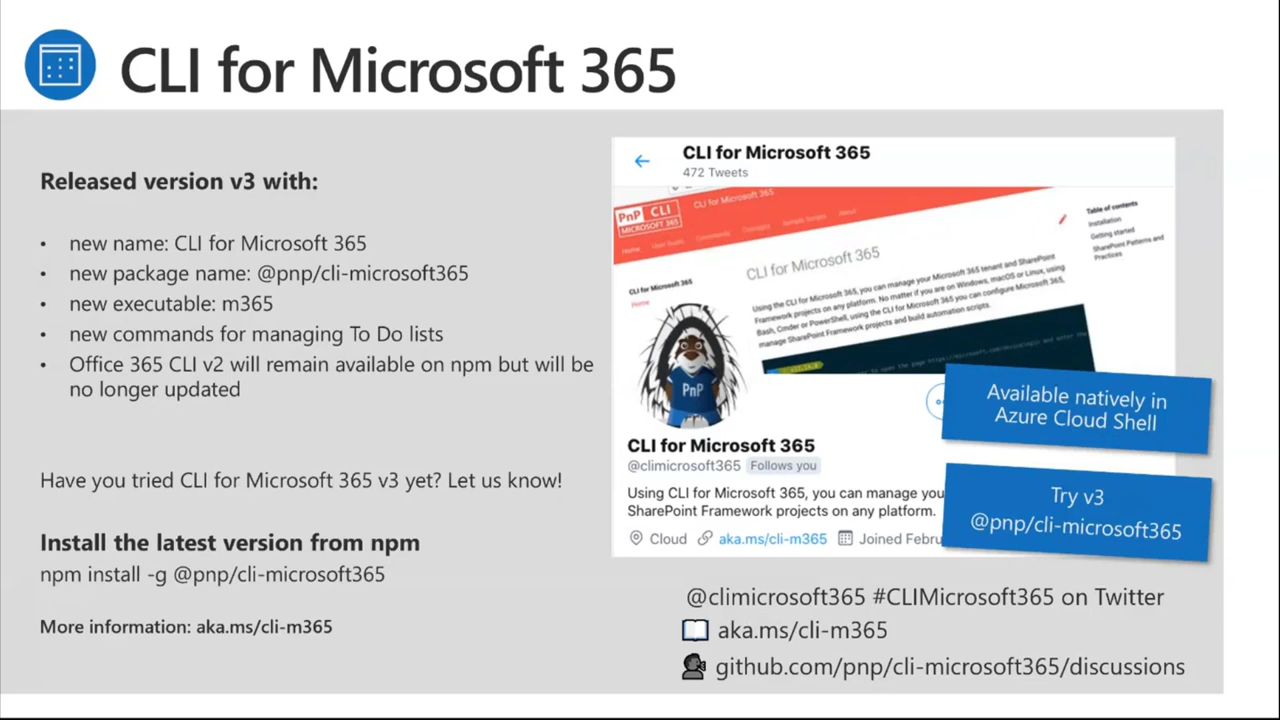 CLI for Microsoft 365
Released version v3 with:
• new name: CLI for Microsoft 365
• new package name: @pnp/cli-microsoft365
• new executable: m365
• new commands for managing To Do lists
• Office 365 CLI v2 will remain available on npm but will be
no longer updated
Have you tried CLI for Microsoft 365 v3 yet? Let us know!
Install the latest version from npm
npm install -g @pnp/cli-microsoft365
More information: aka.ms/cli-m365
CLI for Microsoft 365
472 Tweets
PnP CLI
MICROSOFT 365
CLI for Microsoft 365
Home User Guide Commands Concepts Sample Scripts About
CLI for Microsoft 365
Home
CLI for Microsoft 365
Using the CLI for Microsoft 365, you can manage your Microsoft 365 tenant and SharePoint
Framework projects on any platform. No matter if you are on Windows, macOS or Linux, using
Bash, Cmder or PowerShell, using the CLI for Microsoft 365 you can configure Microsoft 365,
manage SharePoint Framework projects and build automation scripts.
Table of contents
Installation
Getting started
SharePoint Patterns and
Practices
PnP
CLI for Microsoft 365
@climicrosoft365 Follows you
Using CLI for Microsoft 365, you can manage you
SharePoint Framework projects on any platform.
Cloud aka.ms/cli-m365 Joined Febru
Available natively in
Azure Cloud Shell
Try v3
@pnp/cli-microsoft365
@climicrosoft365 #CLIMicrosoft365 on Twitter
aka.ms/cli-m365
github.com/pnp/cli-microsoft365/discussions